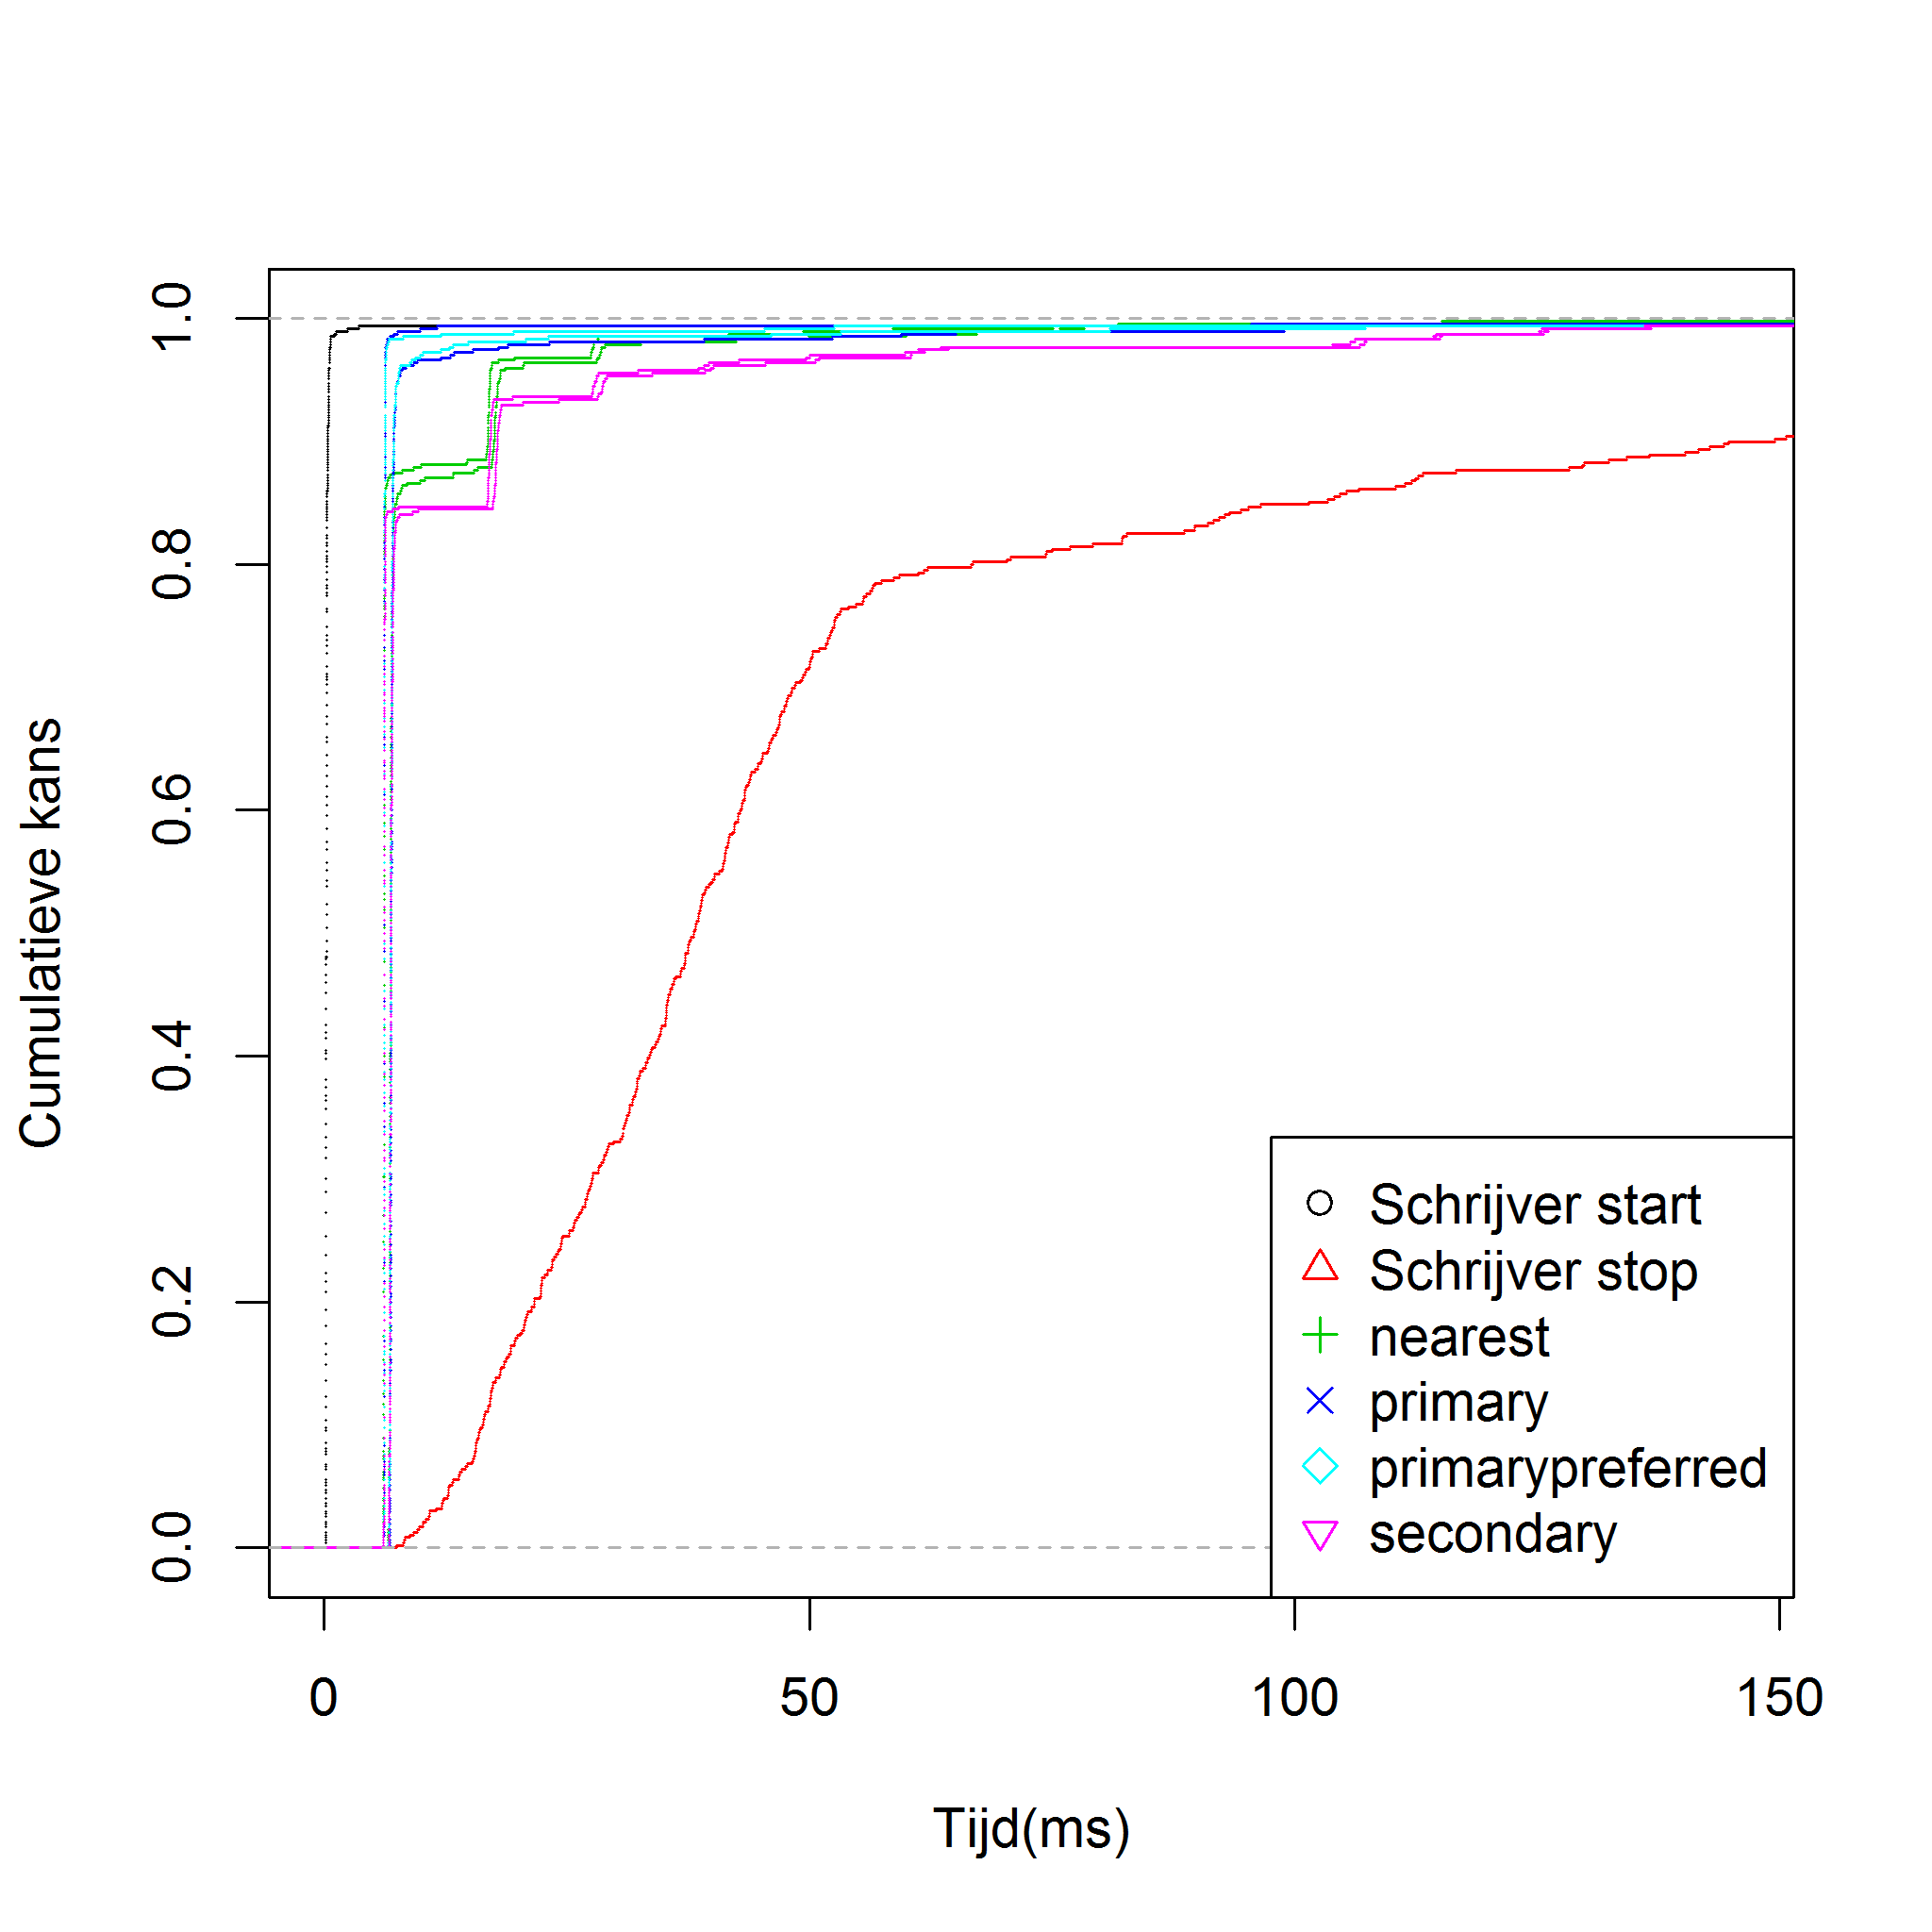 Cumulatieve kans
1.0
0.8
0.6
0.4
0.2
0.0
Schrijver start
Schrijver stop
nearest
primary
primarypreferred
secondary
0 50 100 150
Tijd(ms)